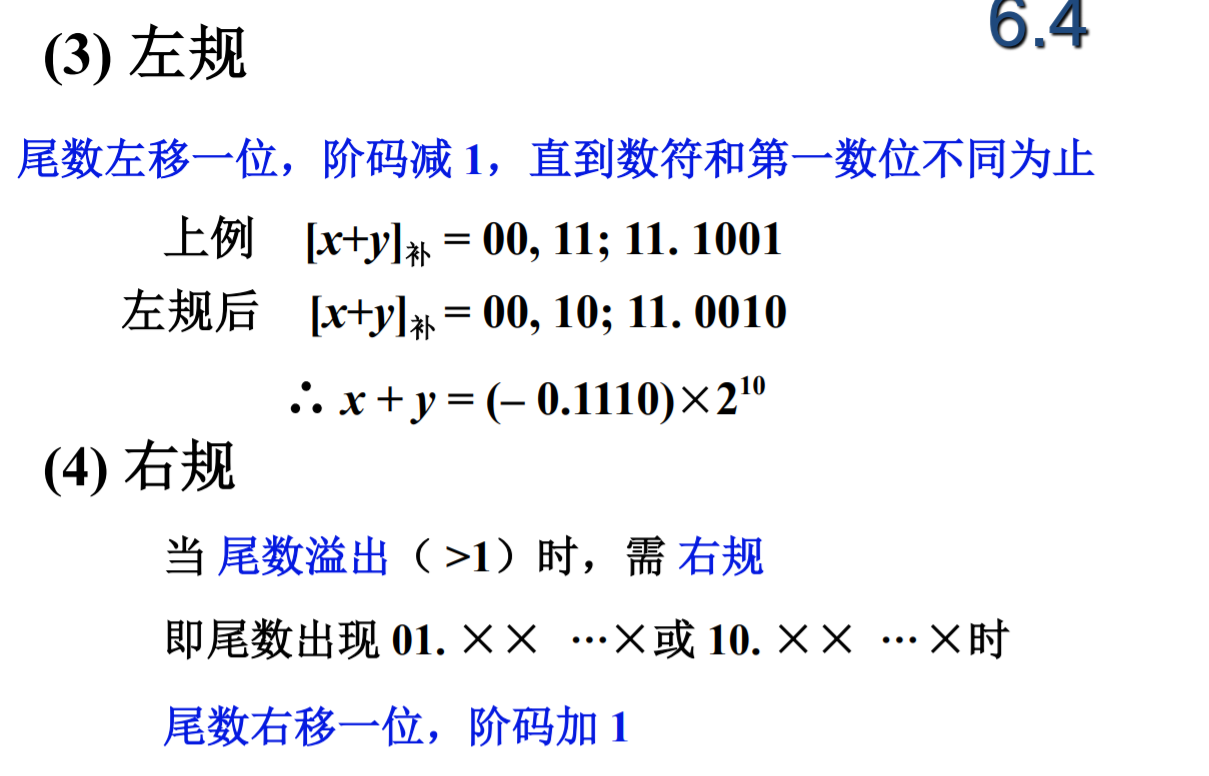 6.4
(3) 左规
尾数左移一位，阶码减 1，直到数符和第一数位不同为止
上例 [x+y]补 = 00, 11; 11. 1001
左规后 [x+y]补 = 00, 10; 11. 0010
∴ x + y = (– 0.1110)×2¹⁰
(4) 右规
当 尾数溢出（ >1）时，需 右规
即尾数出现 01. ×× …×或 10. ×× …×时
尾数右移一位，阶码加 1